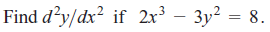 Find d²y/dx² if 2x³ − 3y² = 8.